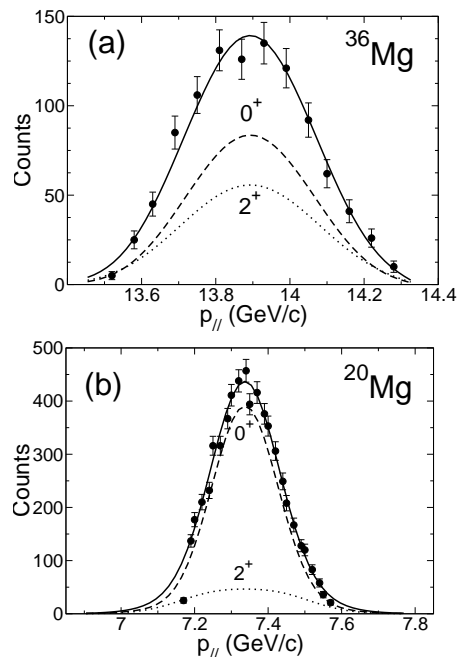 (a)
³⁶Mg
0⁺
2⁺
Counts
150
100
50
0
13.6 13.8 14 14.2 14.4
p// (GeV/c)
(b)
²⁰Mg
0⁺
2⁺
Counts
500
400
300
200
100
0
7 7.2 7.4 7.6 7.8
p// (GeV/c)